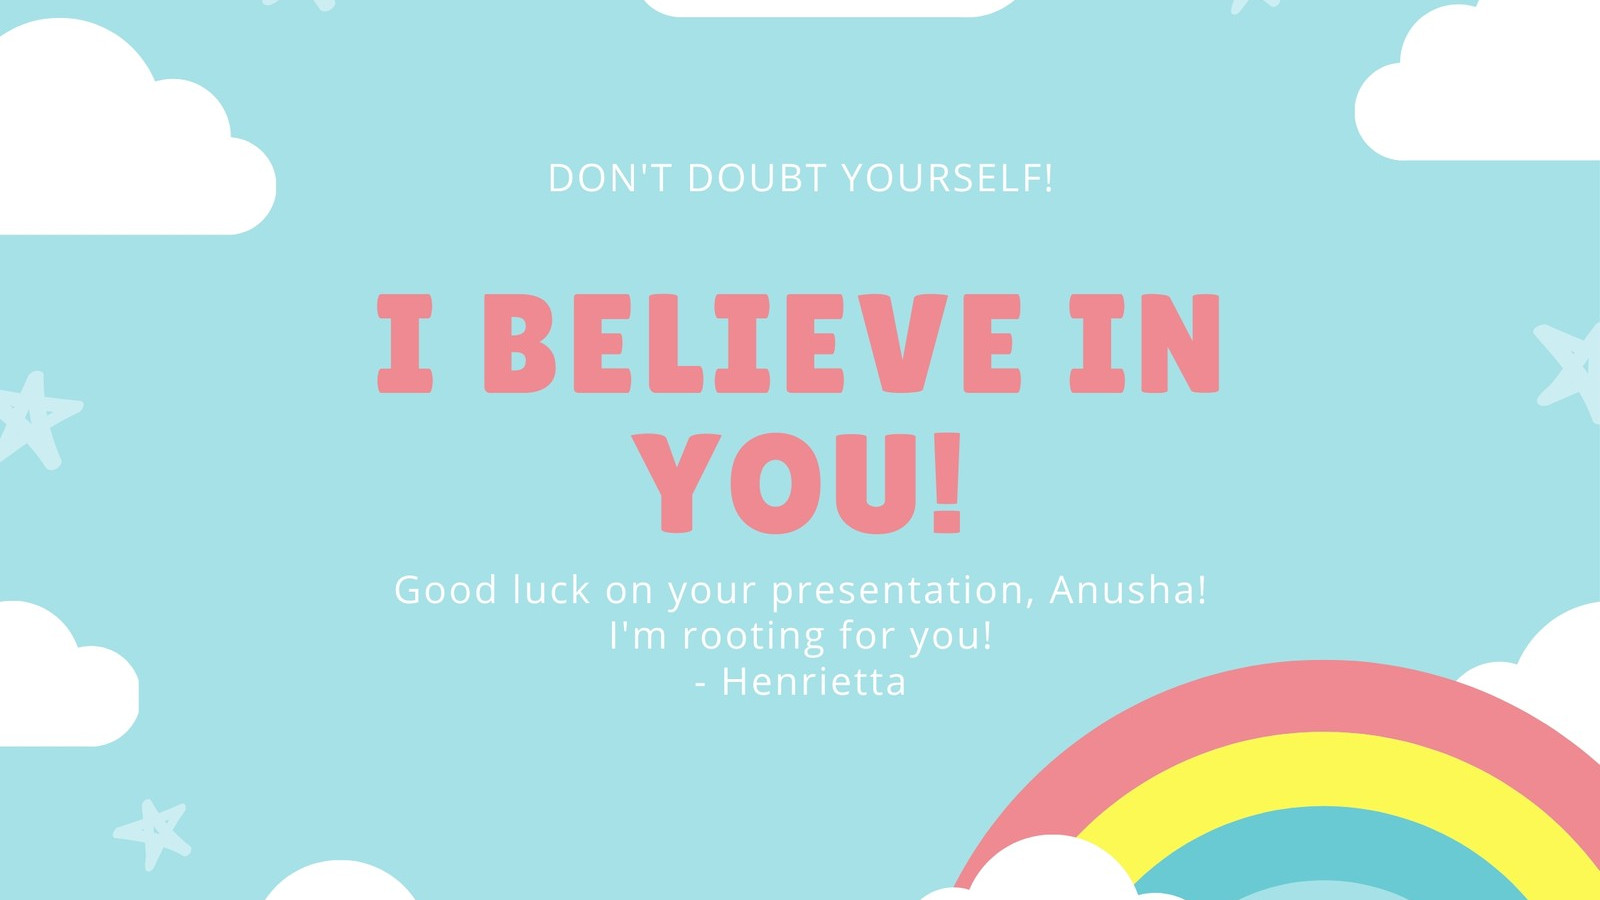 DON'T DOUBT YOURSELF!
I BELIEVE IN
YOU!
Good luck on your presentation, Anusha!
I'm rooting for you!
- Henrietta